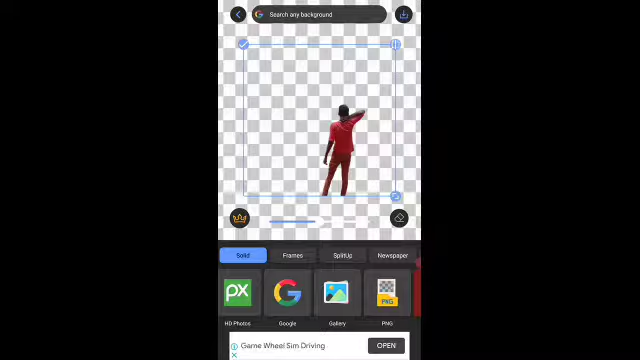 Search any background
Solid
Frames
SplitUp
Newspaper
px
PNG
HD Photos
Google
Gallery
PNG
Game Wheel Sim Driving
OPEN